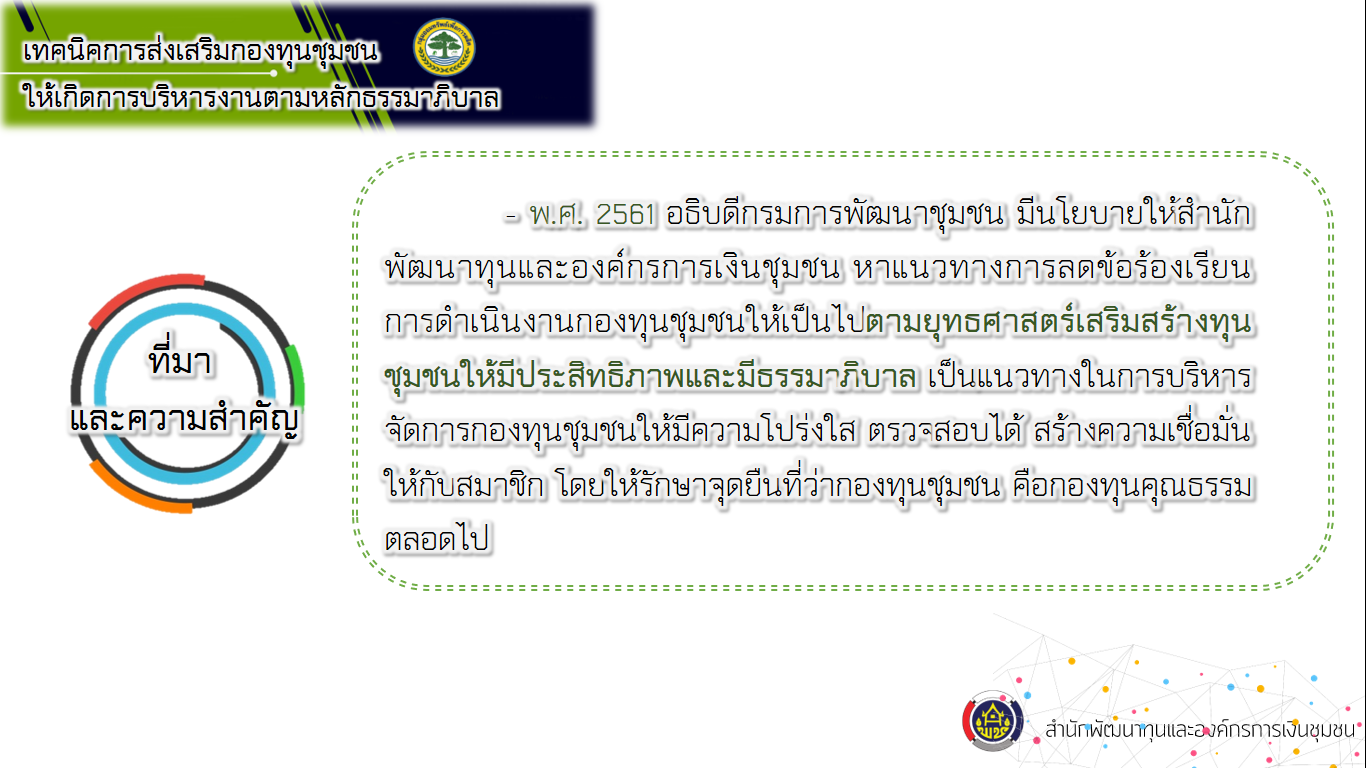 เทคนิคการส่งเสริมกองทุนชุมชน
ให้เกิดการบริหารงานตามหลักธรรมาภิบาล
ที่มา
และความสำคัญ
- พ.ศ. 2561 อธิบดีกรมการพัฒนาชุมชน มีนโยบายให้สำนัก
พัฒนาทุนและองค์กรการเงินชุมชน หาแนวทางการลดข้อร้องเรียน
การดำเนินงานกองทุนชุมชนให้เป็นไปตามยุทธศาสตร์เสริมสร้างทุน
ชุมชนให้มีประสิทธิภาพและมีธรรมาภิบาล เป็นแนวทางในการบริหาร
จัดการกองทุนชุมชนให้มีความโปร่งใส ตรวจสอบได้ สร้างความเชื่อมั่น
ให้กับสมาชิก โดยให้รักษาจุดยืนที่ว่ากองทุนชุมชน คือกองทุนคุณธรรม
ตลอดไป
พช
สำนักพัฒนาทุนและองค์กรการเงินชุมชน